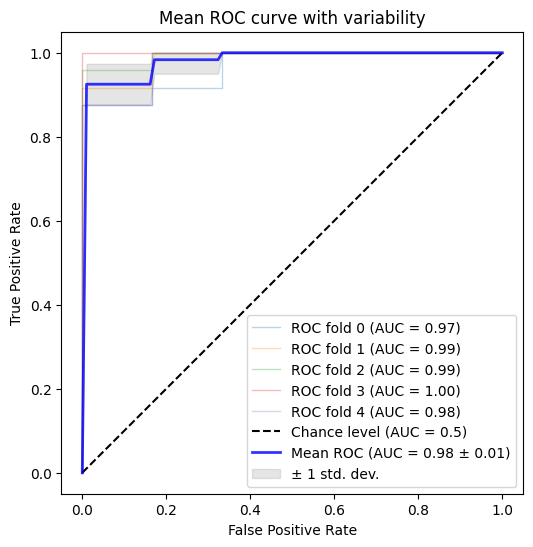 Mean ROC curve with variability
True Positive Rate
1.0
0.8
0.6
0.4
0.2
0.0
0.0 0.2 0.4 0.6 0.8 1.0
False Positive Rate
ROC fold 0 (AUC = 0.97)
ROC fold 1 (AUC = 0.99)
ROC fold 2 (AUC = 0.99)
ROC fold 3 (AUC = 1.00)
ROC fold 4 (AUC = 0.98)
Chance level (AUC = 0.5)
Mean ROC (AUC = 0.98 ± 0.01)
± 1 std. dev.